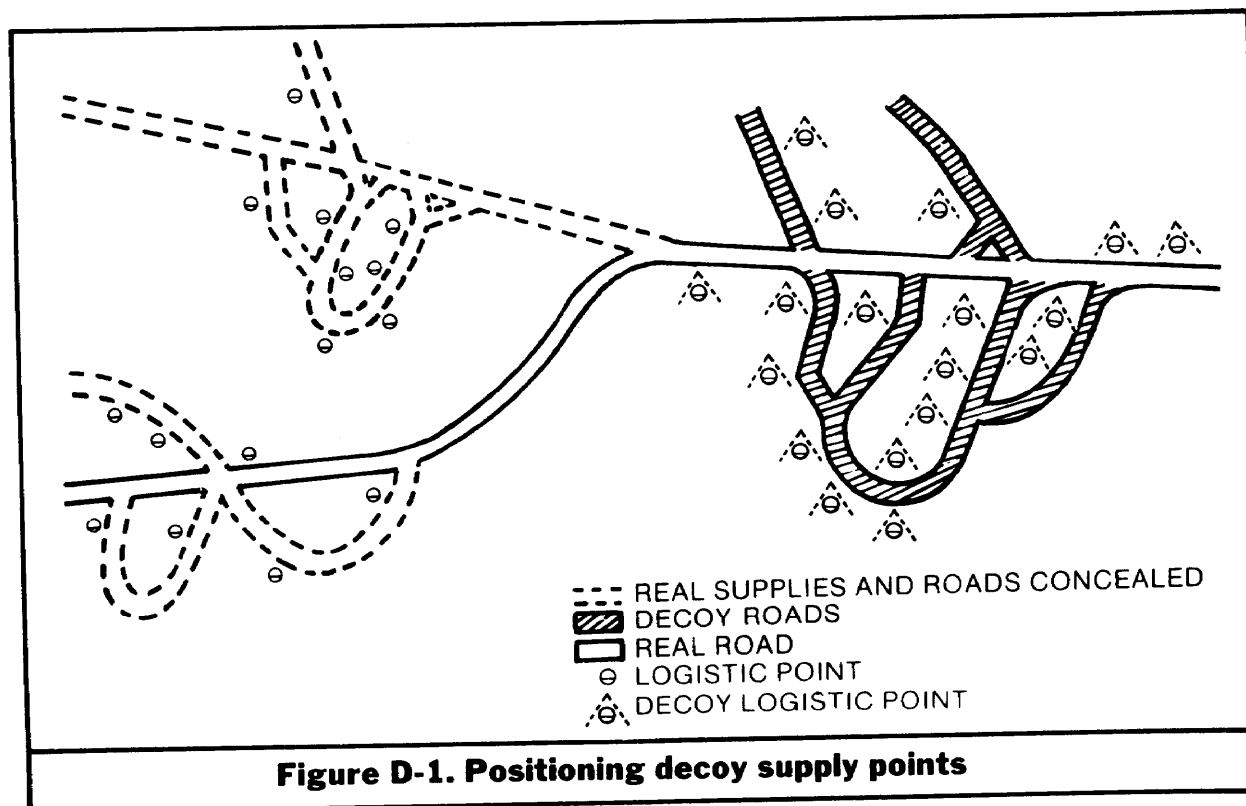 REAL SUPPLIES AND ROADS CONCEALED
DECOY ROADS
REAL ROAD
LOGISTIC POINT
DECOY LOGISTIC POINT
Figure D-1. Positioning decoy supply points